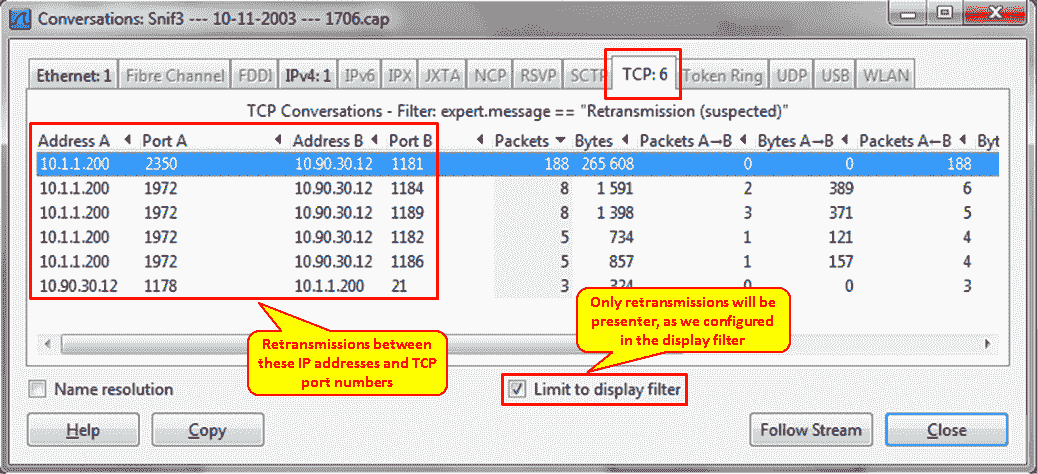 Conversations: Snif3 --- 10-11-2003 --- 1706.cap
Ethernet: 1 Fibre Channel FDDI IPv4: 1 IPv6 IPX JXTA NCP RSVP SCTP TCP: 6 Token Ring UDP USB WLAN
TCP Conversations - Filter: expert.message == "Retransmission (suspected)"
Address A Port A Address B Port B Packets Bytes Packets A→B Bytes A→B Packets A←B Byt
10.1.1.200 2350 10.90.30.12 1181 188 265 608 0 0 188
10.1.1.200 1972 10.90.30.12 1184 8 1 591 2 389 6
10.1.1.200 1972 10.90.30.12 1189 8 1 398 3 371 5
10.1.1.200 1972 10.90.30.12 1182 5 734 1 121 4
10.1.1.200 1972 10.90.30.12 1186 5 857 1 157 4
10.90.30.12 1178 10.1.1.200 21 3 324 0 0 3
Only retransmissions will be
presenter, as we configured
in the display filter
Retransmissions between
these IP addresses and TCP
port numbers
Name resolution
Limit to display filter
Help Copy Follow Stream Close